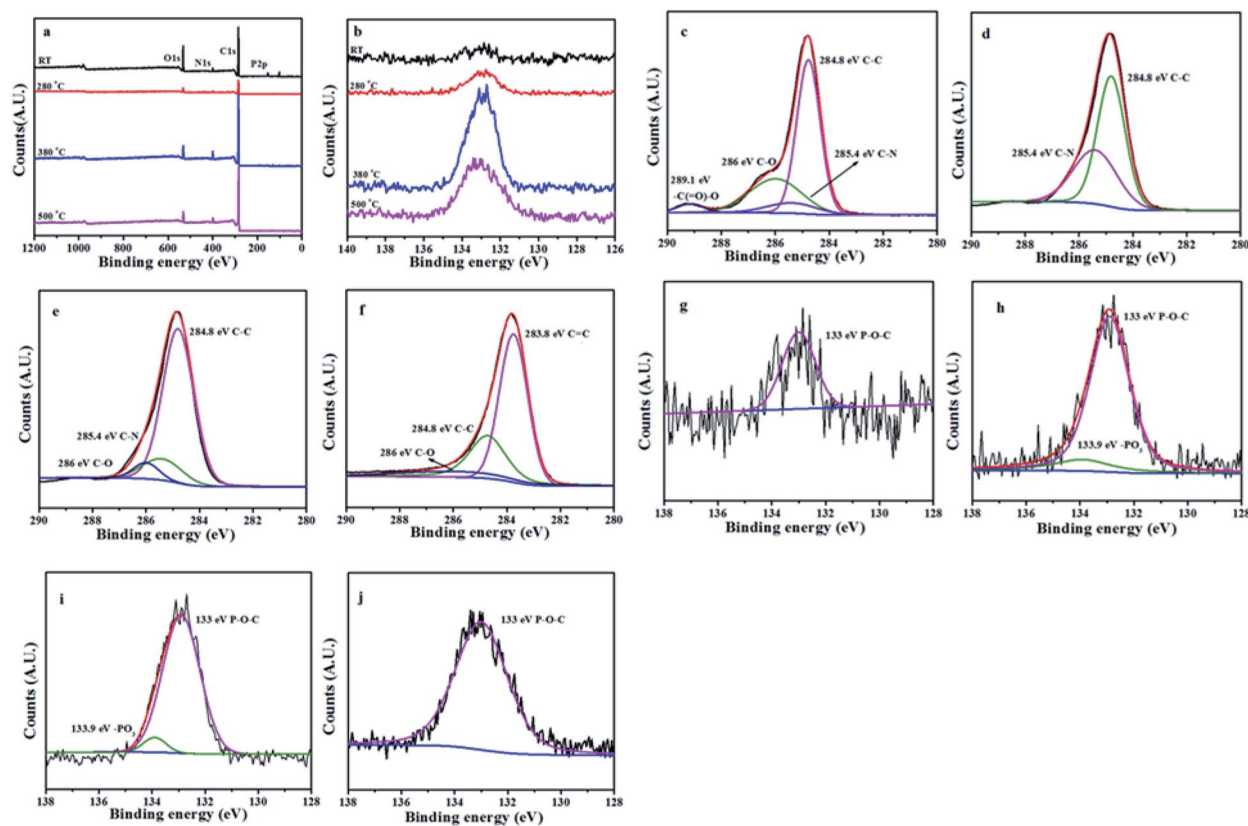 a
Counts(A.U.)
RT
280 °C
380 °C
500 °C
O1s
N1s
C1s
P2p
1200 1000 800 600 400 200 0
Binding energy (eV)
b
Counts(A.U.)
RT
280 °C
380 °C
500 °C
140 138 136 134 132 130 128 126
Binding energy (eV)
c
Counts (A.U.)
284.8 eV C-C
286 eV C-O
285.4 eV C-N
289.1 eV
-C(=O)-O
290 288 286 284 282 280
Binding energy (eV)
d
Counts (A.U.)
284.8 eV C-C
285.4 eV C-N
290 288 286 284 282 280
Binding energy (eV)
e
Counts (A.U.)
284.8 eV C-C
285.4 eV C-N
286 eV C-O
290 288 286 284 282 280
Binding energy (eV)
f
Counts (A.U.)
283.8 eV C=C
284.8 eV C-C
286 eV C-O
290 288 286 284 282 280
Binding energy (eV)
g
Counts (A.U.)
133 eV P-O-C
138 136 134 132 130 128
Binding energy (eV)
h
Counts (A.U.)
133 eV P-O-C
133.9 eV -PO3
138 136 134 132 130 128
Binding energy (eV)
i
Counts (A.U.)
133 eV P-O-C
133.9 eV -PO3
138 136 134 132 130 128
Binding energy (eV)
j
Counts (A.U.)
133 eV P-O-C
138 136 134 132 130 128
Binding energy (eV)